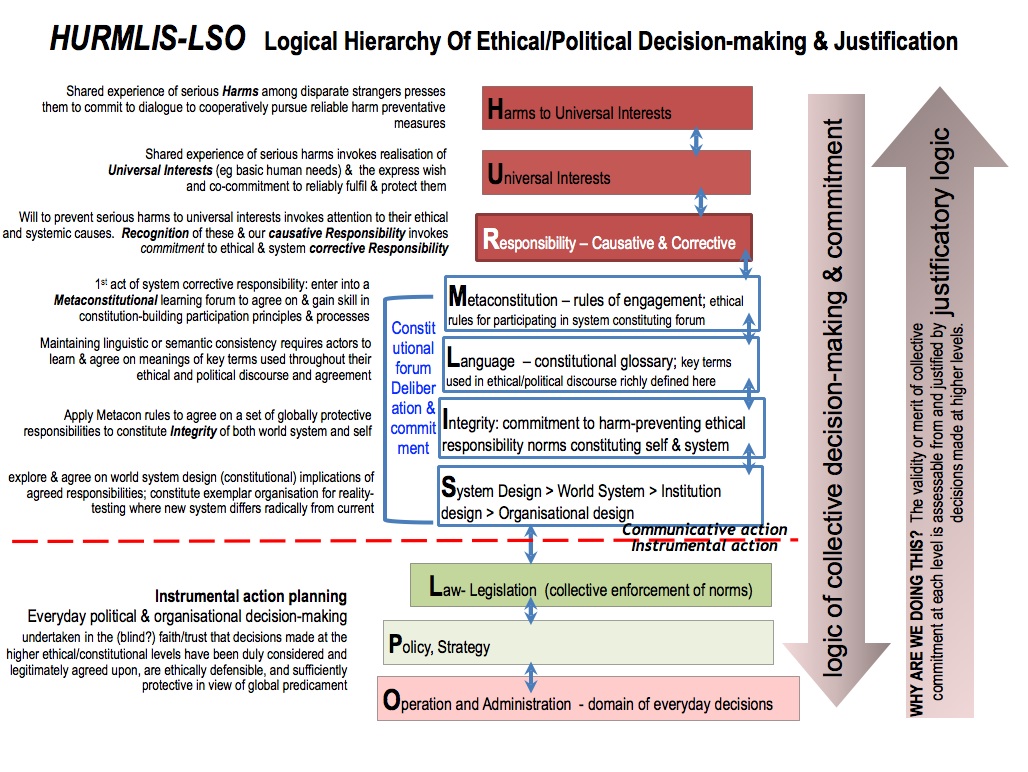 HURMLIS-LSO Logical Hierarchy Of Ethical/Political Decision-making & Justification
Shared experience of serious Harms among disparate strangers presses
them to commit to dialogue to cooperatively pursue reliable harm preventative
measures
Harms to Universal Interests
Shared experience of serious harms invokes realisation of
Universal Interests (eg basic human needs) & the express wish
and co-commitment to reliably fulfil & protect them
Universal Interests
Will to prevent serious harms to universal interests invokes attention to their ethical
and systemic causes. Recognition of these & our causative Responsibility invokes
commitment to ethical & system corrective Responsibility
Responsibility – Causative & Corrective
1st act of system corrective responsibility: enter into a
Metaconstitutional learning forum to agree on & gain skill in
constitution-building participation principles & processes
Metaconstitution – rules of engagement; ethical
rules for participating in system constituting forum
Maintaining linguistic or semantic consistency requires actors to
learn & agree on meanings of key terms used throughout their
ethical and political discourse and agreement
Constit
utional
forum
Deliber
ation &
commit
ment
Language – constitutional glossary; key terms
used in ethical/political discourse richly defined here
Apply Metacon rules to agree on a set of globally protective
responsibilities to constitute Integrity of both world system and self
Integrity: commitment to harm-preventing ethical
responsibility norms constituting self & system
explore & agree on world system design (constitutional) implications of
agreed responsibilities; constitute exemplar organisation for reality-
testing where new system differs radically from current
System Design > World System > Institution
design > Organisational design
Communicative action
Instrumental action
Instrumental action planning
Everyday political & organisational decision-making
undertaken in the (blind?) faith/trust that decisions made at the
higher ethical/constitutional levels have been duly considered and
legitimately agreed upon, are ethically defensible, and sufficiently
protective in view of global predicament
Law- Legislation (collective enforcement of norms)
Policy, Strategy
Operation and Administration - domain of everyday decisions
logic of collective decision-making & commitment
justificatory logic
WHY ARE WE DOING THIS? The validity or merit of collective
commitment at each level is assessable from and justified by
decisions made at higher levels.